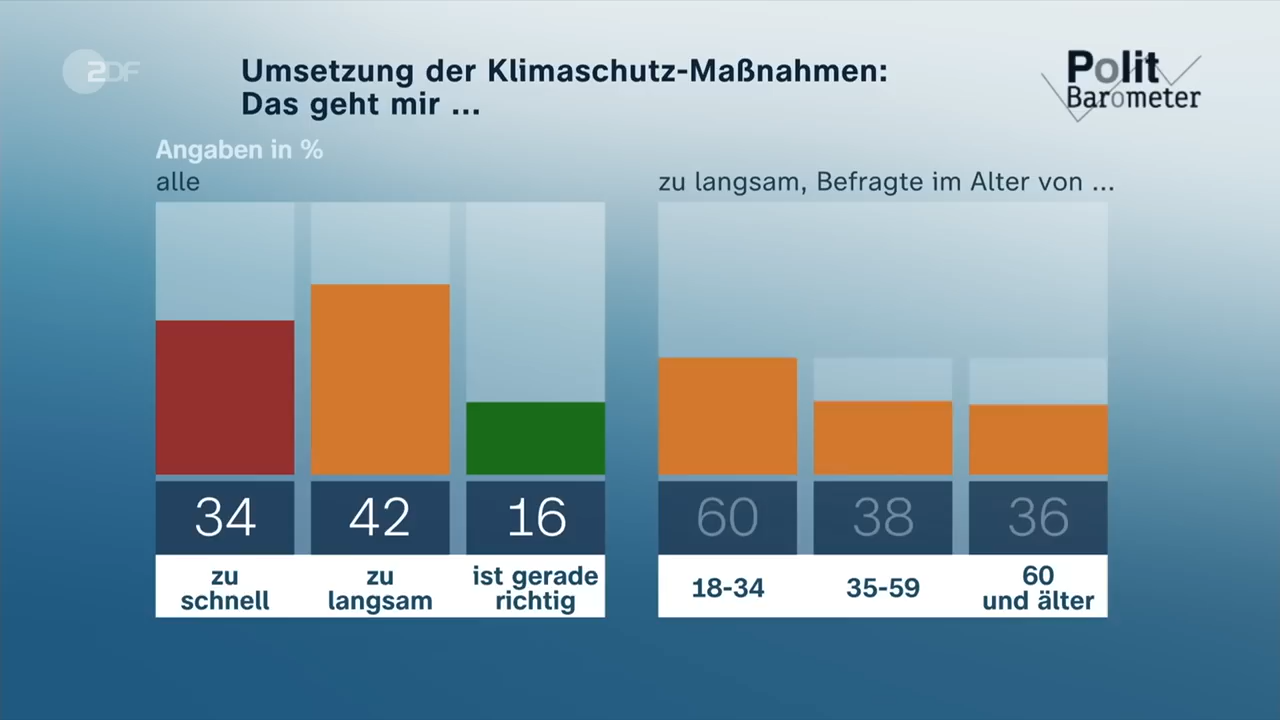 ZDF
Umsetzung der Klimaschutz-Maßnahmen:
Das geht mir ...
Polit
Barometer
Angaben in %
alle
34
42
16
zu
schnell
zu
langsam
ist gerade
richtig
zu langsam, Befragte im Alter von ...
60
38
36
18-34
35-59
60
und älter